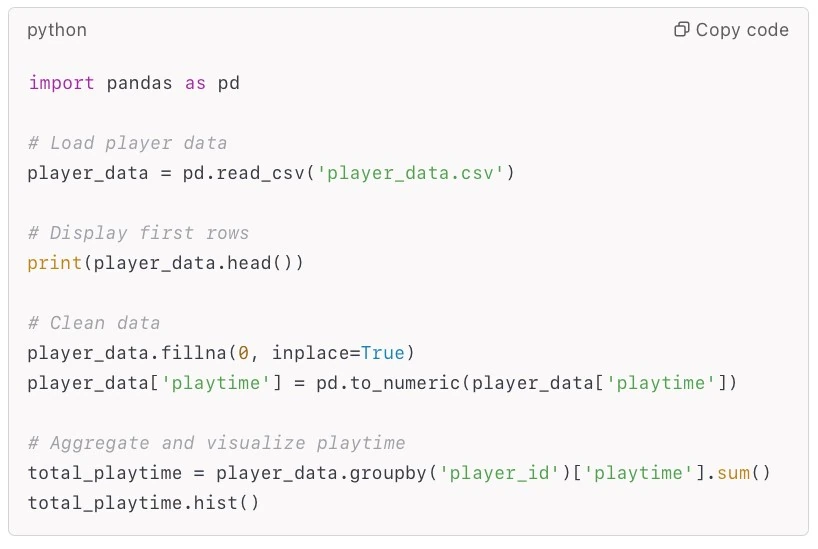 python
Copy code
import pandas as pd
# Load player data
player_data = pd.read_csv('player_data.csv')
# Display first rows
print(player_data.head())
# Clean data
player_data.fillna(0, inplace=True)
player_data['playtime'] = pd.to_numeric(player_data['playtime'])
# Aggregate and visualize playtime
total_playtime = player_data.groupby('player_id')['playtime'].sum()
total_playtime.hist()